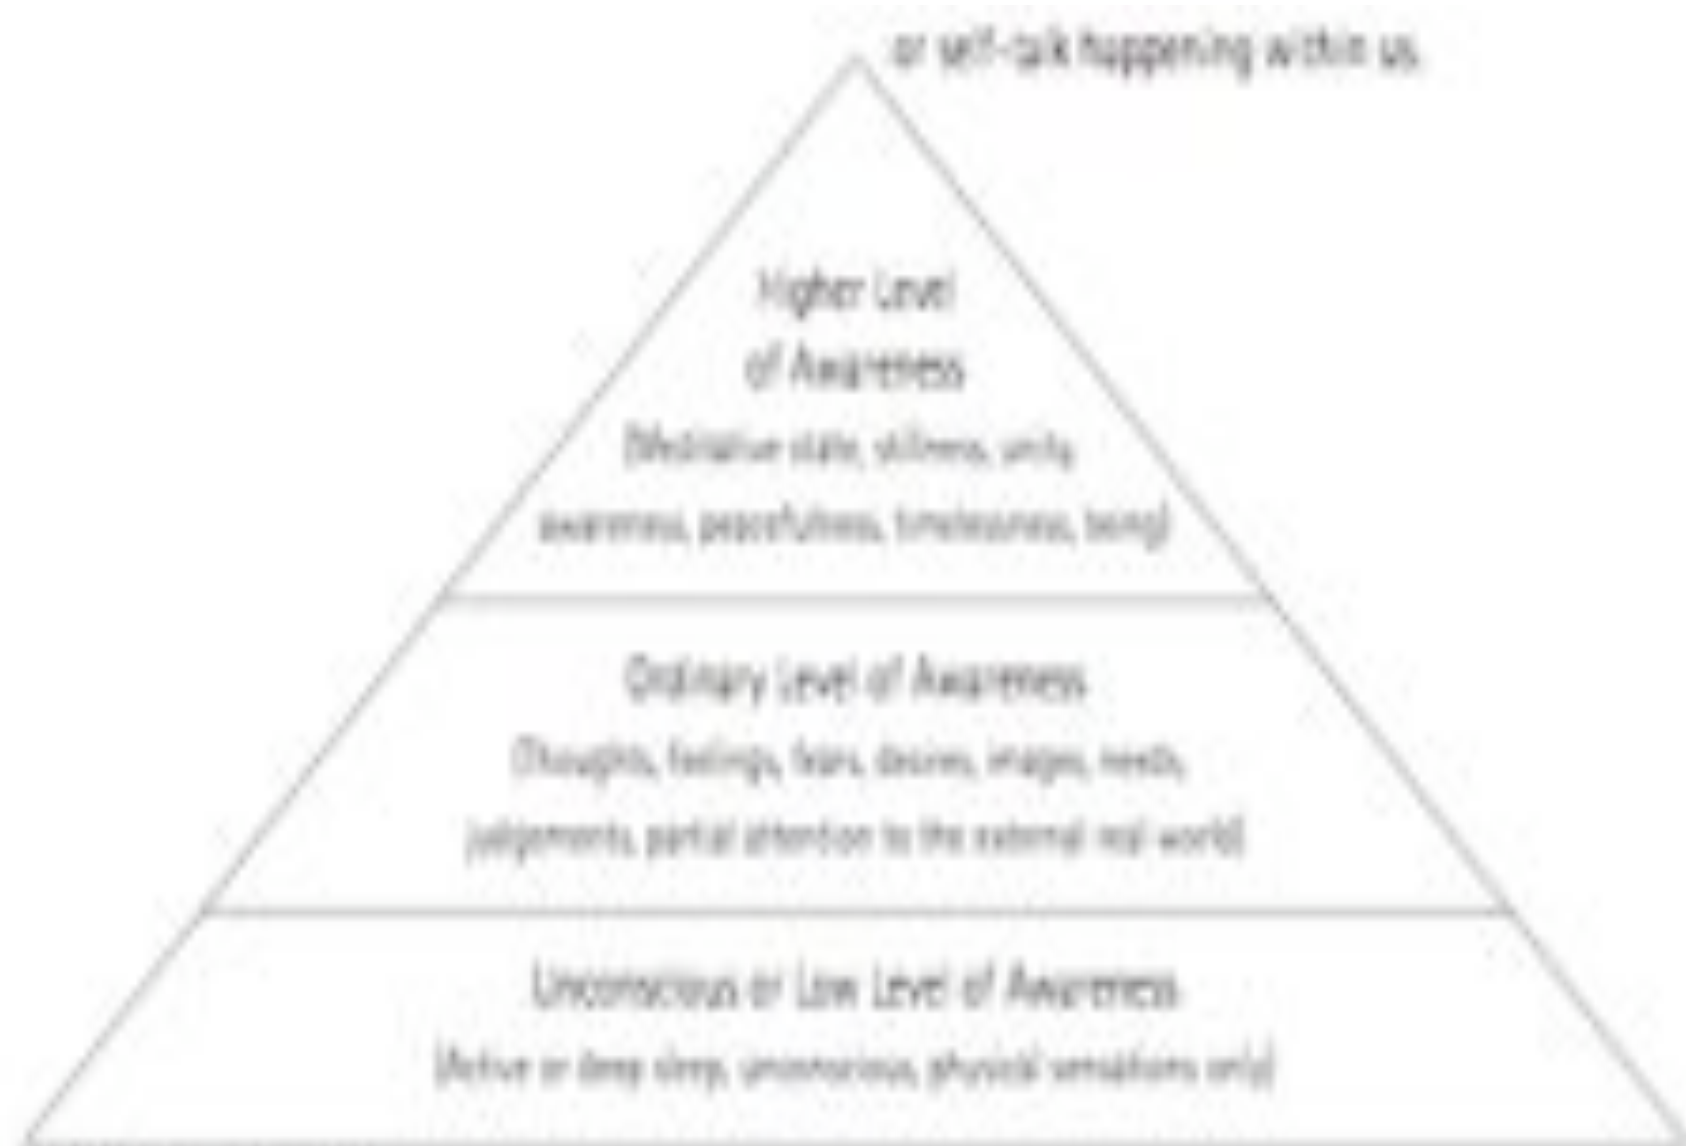 or self-talk happening within us.
Higher Level
of Awareness
(Meditative state, stillness, unity
awareness, peacefulness, timelessness, being)
Ordinary Level of Awareness
(Thoughts, feelings, fears, desires, images, needs,
judgements, partial attention to the external real world)
Unconscious or Low Level of Awareness
(Active or deep sleep, unconscious, physical sensations only)